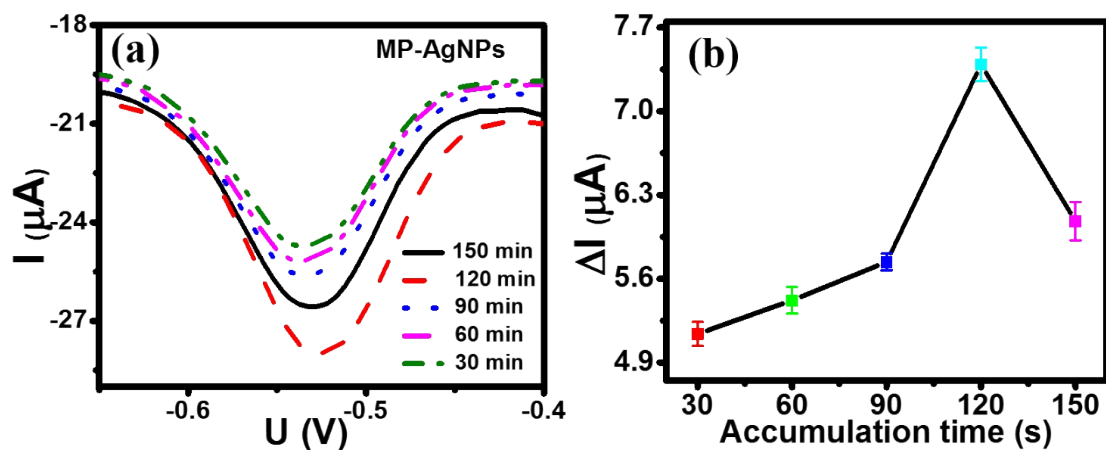 (a)
MP-AgNPs
I (μA)
-18
-21
-24
-27
150 min
120 min
90 min
60 min
30 min
-0.6
-0.5
-0.4
U (V)
(b)
ΔI (μA)
7.7
7.0
6.3
5.6
4.9
30
60
90
120
150
Accumulation time (s)